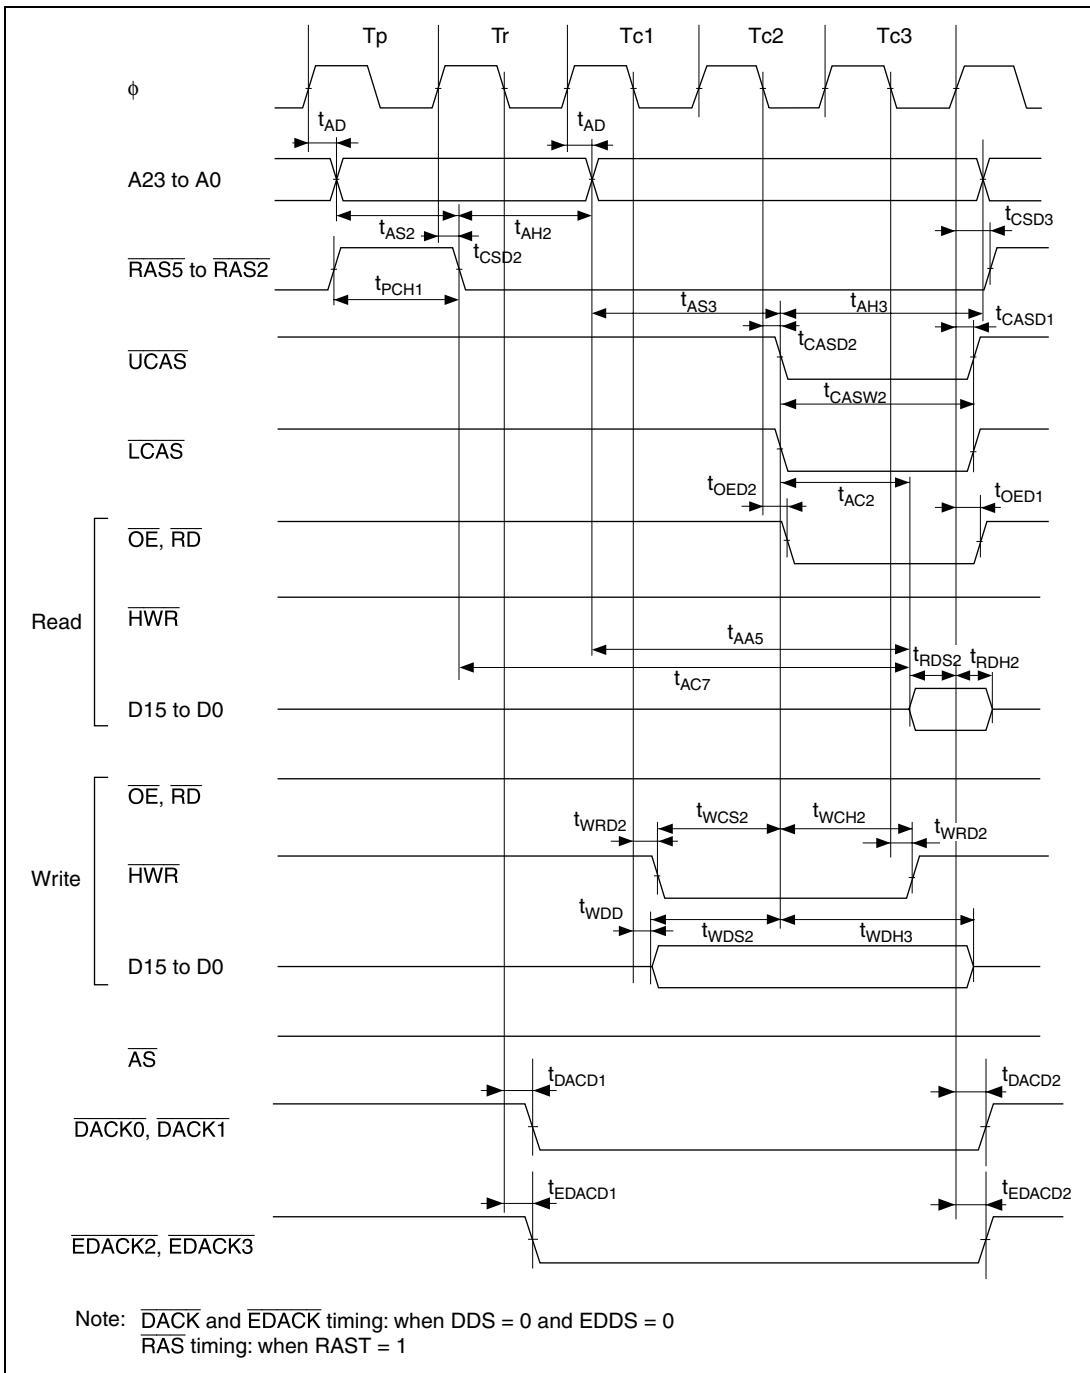 Tp Tr Tc1 Tc2 Tc3
ϕ
tAD tAD
A23 to A0
tAS2 tAH2 tCSD3
tCSD2
RAS5 to RAS2
tPCH1
tAS3 tAH3
tCASD1
tCASD2
UCAS
tCASW2
LCAS
tOED2 tAC2 tOED1
OE, RD
Read
HWR
tAA5
tRDS2 tRDH2
tAC7
D15 to D0
OE, RD
tWRD2 tWCS2 tWCH2 tWRD2
Write
HWR
tWDD tWDS2 tWDH3
D15 to D0
AS
tDACD1 tDACD2
DACK0, DACK1
tEDACD1 tEDACD2
EDACK2, EDACK3
Note: DACK and EDACK timing: when DDS = 0 and EDDS = 0
RAS timing: when RAST = 1